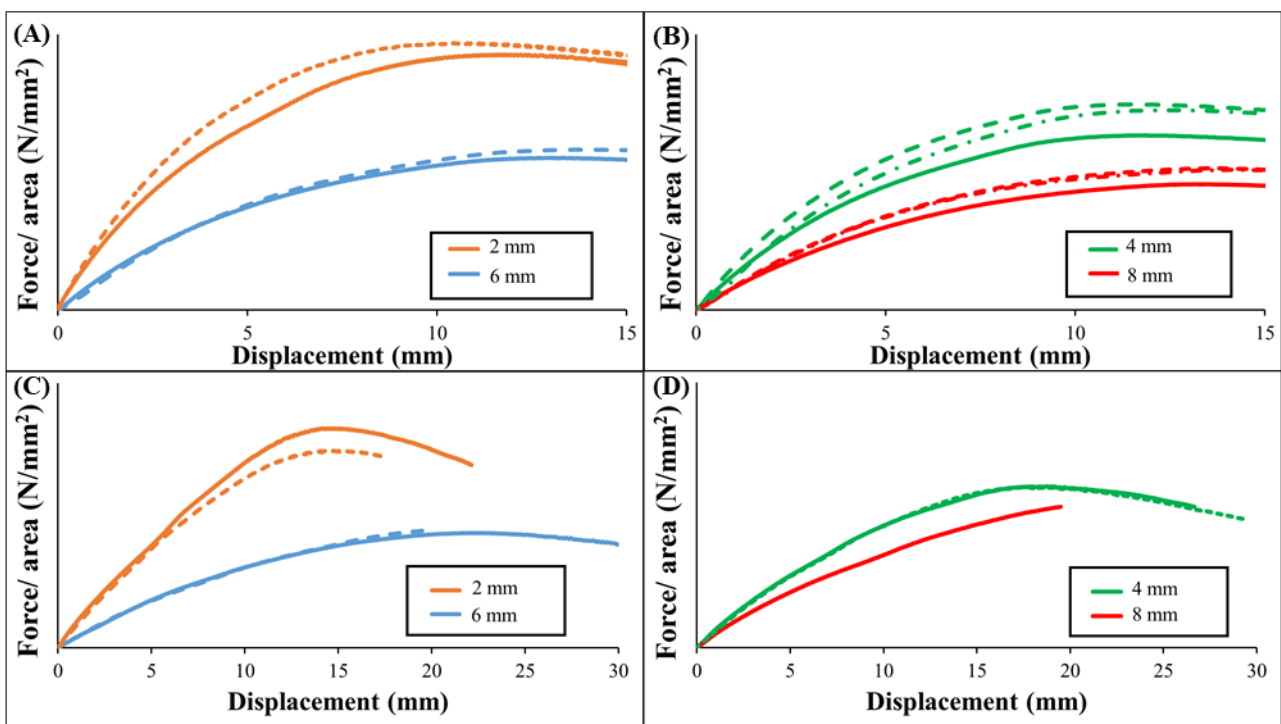 (A)
Force/ area (N/mm²)
2 mm
6 mm
0 5 10 15
Displacement (mm)
(B)
Force/ area (N/mm²)
4 mm
8 mm
0 5 10 15
Displacement (mm)
(C)
Force/ area (N/mm²)
2 mm
6 mm
0 5 10 15 20 25 30
Displacement (mm)
(D)
Force/ area (N/mm²)
4 mm
8 mm
0 5 10 15 20 25 30
Displacement (mm)